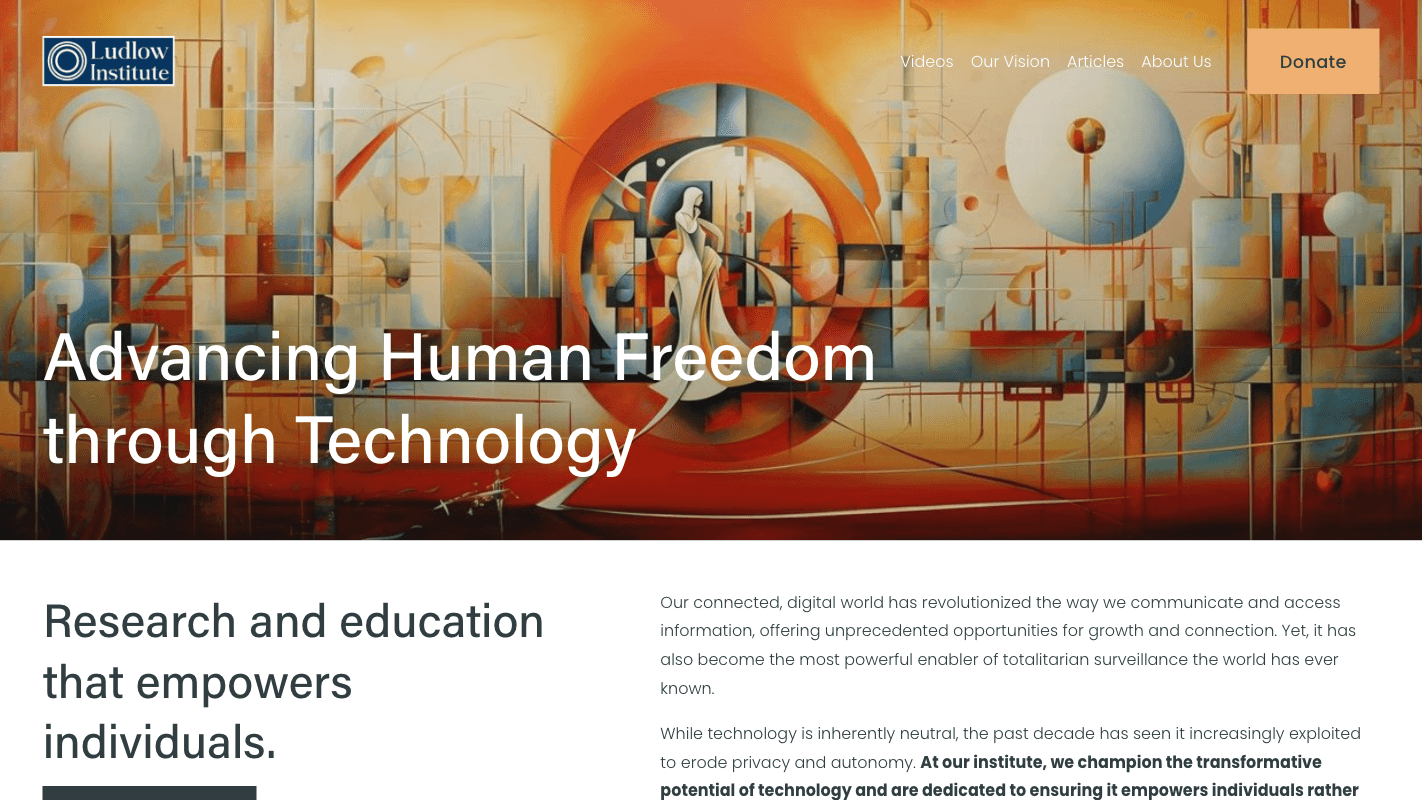 Ludlow
Institute
Videos Our Vision Articles About Us Donate
Advancing Human Freedom
through Technology
Research and education
that empowers
individuals.
Our connected, digital world has revolutionized the way we communicate and access
information, offering unprecedented opportunities for growth and connection. Yet, it has
also become the most powerful enabler of totalitarian surveillance the world has ever
known.
While technology is inherently neutral, the past decade has seen it increasingly exploited
to erode privacy and autonomy. At our institute, we champion the transformative
potential of technology and are dedicated to ensuring it empowers individuals rather